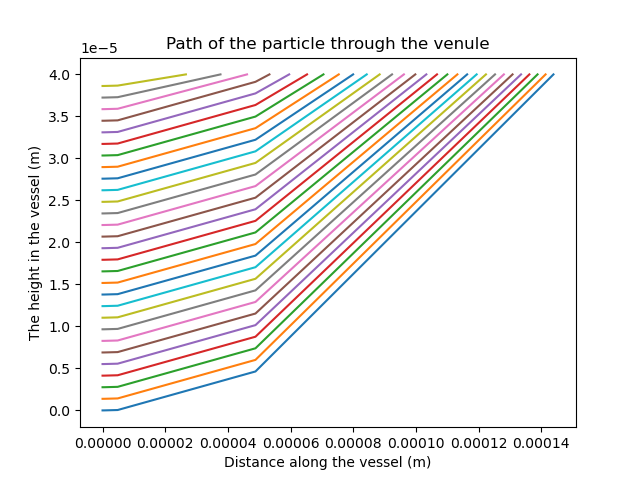 Path of the particle through the venule
1e−5
4.0
3.5
3.0
2.5
2.0
1.5
1.0
0.5
0.0
The height in the vessel (m)
0.00000 0.00002 0.00004 0.00006 0.00008 0.00010 0.00012 0.00014
Distance along the vessel (m)